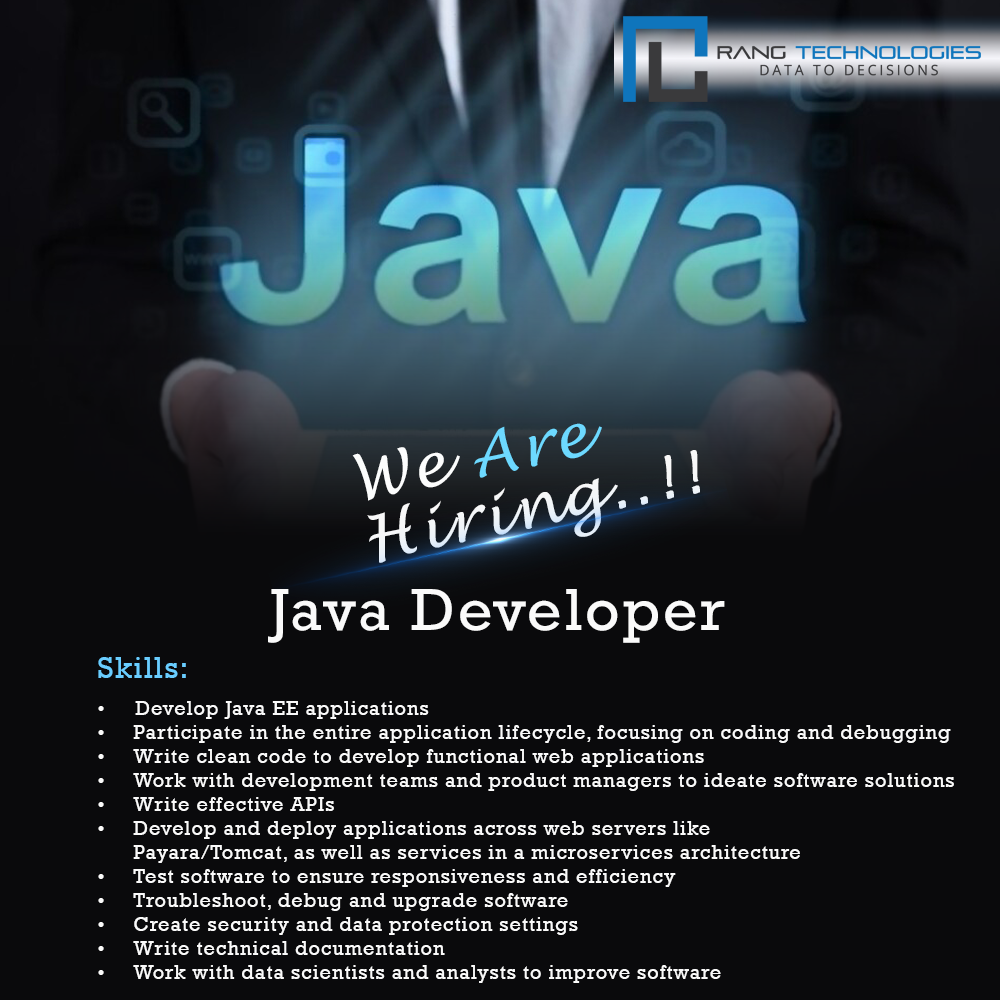 RANG TECHNOLOGIES
DATA TO DECISIONS
Java
www
We Are
Hiring..!!
Java Developer
Skills:
• Develop Java EE applications
• Participate in the entire application lifecycle, focusing on coding and debugging
• Write clean code to develop functional web applications
• Work with development teams and product managers to ideate software solutions
• Write effective APIs
• Develop and deploy applications across web servers like
Payara/Tomcat, as well as services in a microservices architecture
• Test software to ensure responsiveness and efficiency
• Troubleshoot, debug and upgrade software
• Create security and data protection settings
• Write technical documentation
• Work with data scientists and analysts to improve software